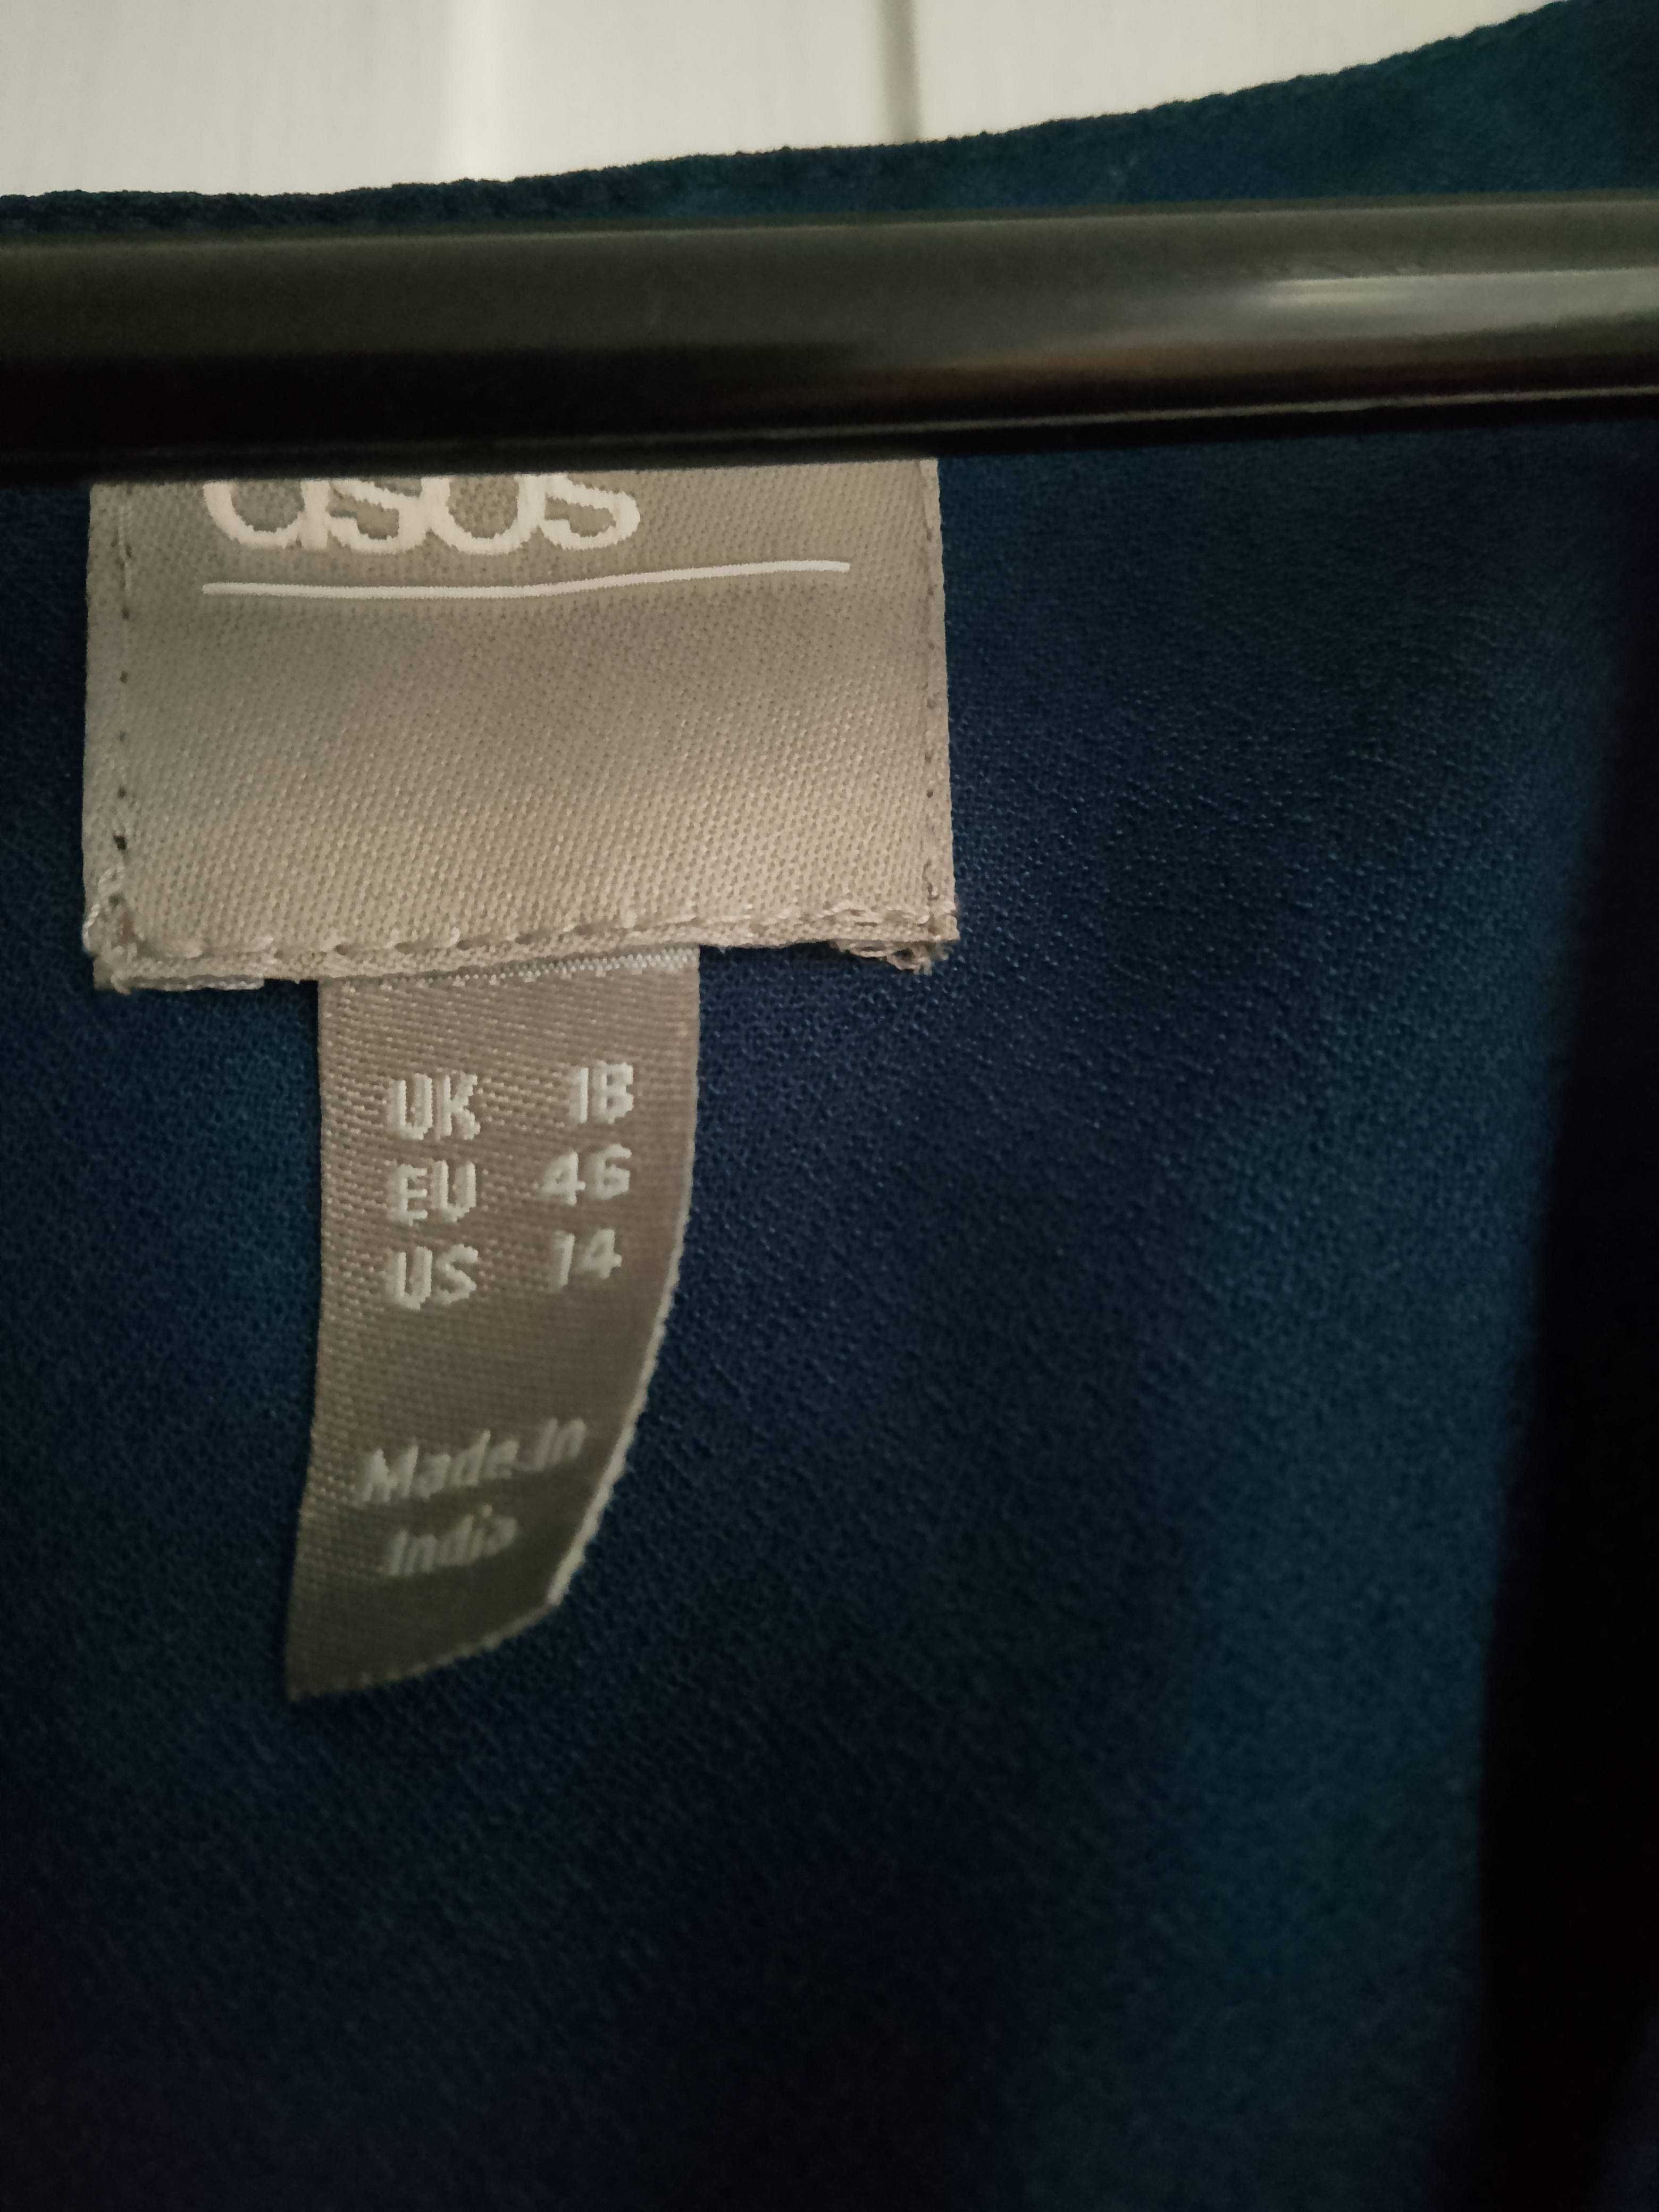 asos
UK 18
EU 46
US 14
Made in
India